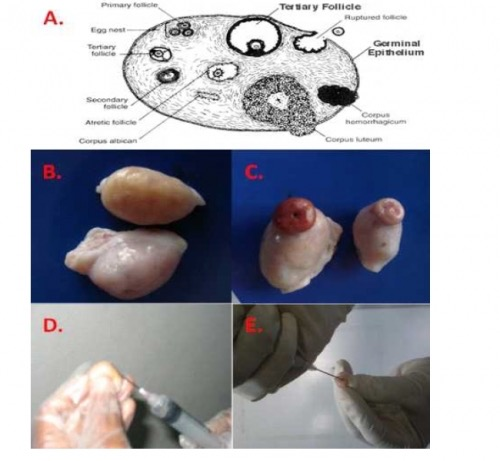 A.
Primary follicle
Tertiary Follicle
Ruptured follicle
Egg nest
Tertiary
follicle
Germinal
Epithelium
Secondary
follicle
Atretic follicle
Corpus albican
Corpus
hemorrhagicum
Corpus luteum
B.
C.
D.
E.